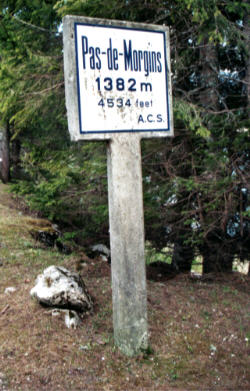 Pas-de-Morgins
1382 m
4534 feet
A.C.S.